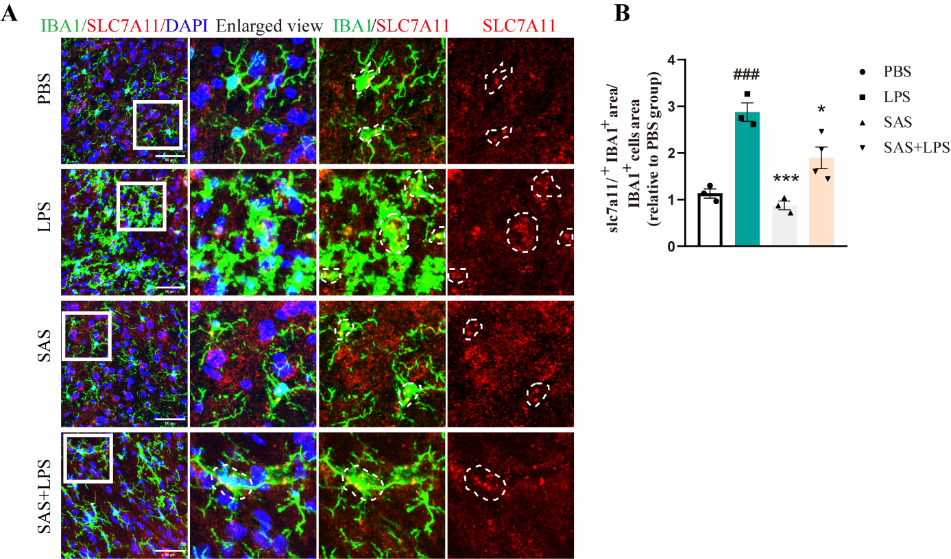 A
IBA1/SLC7A11/DAPI Enlarged view IBA1/SLC7A11 SLC7A11
PBS
LPS
SAS
SAS+LPS
B
slc7a11/⁺ IBA1⁺ area/
IBA1⁺ cells area
(relative to PBS group)
4
3
2
1
0
###
***
*
PBS
LPS
SAS
SAS+LPS